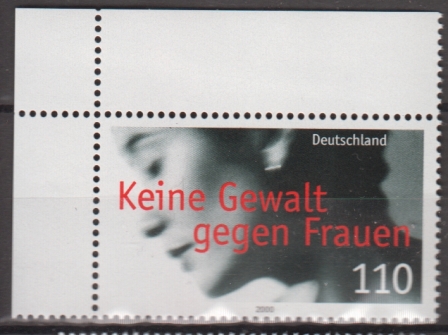 Deutschland
Keine Gewalt
gegen Frauen
110
2000